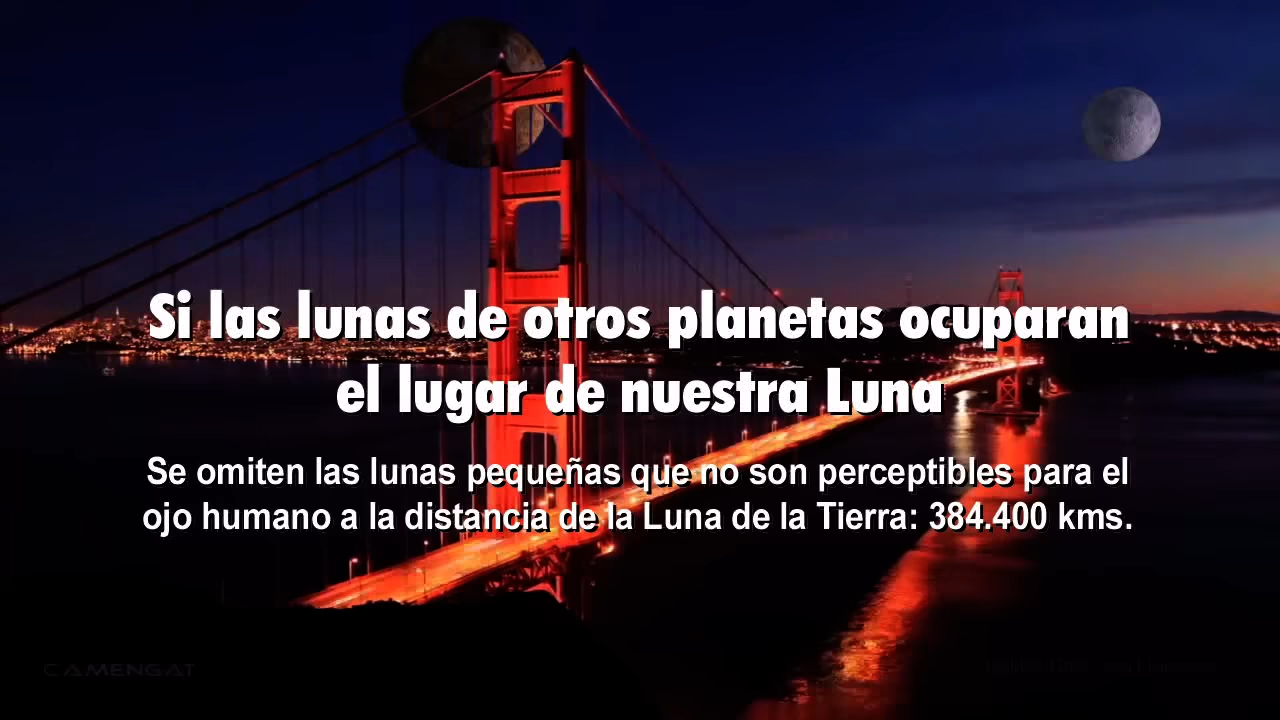 Si las lunas de otros planetas ocuparan
el lugar de nuestra Luna
Se omiten las lunas pequeñas que no son perceptibles para el
ojo humano a la distancia de la Luna de la Tierra: 384.400 kms.
CAMENGAT